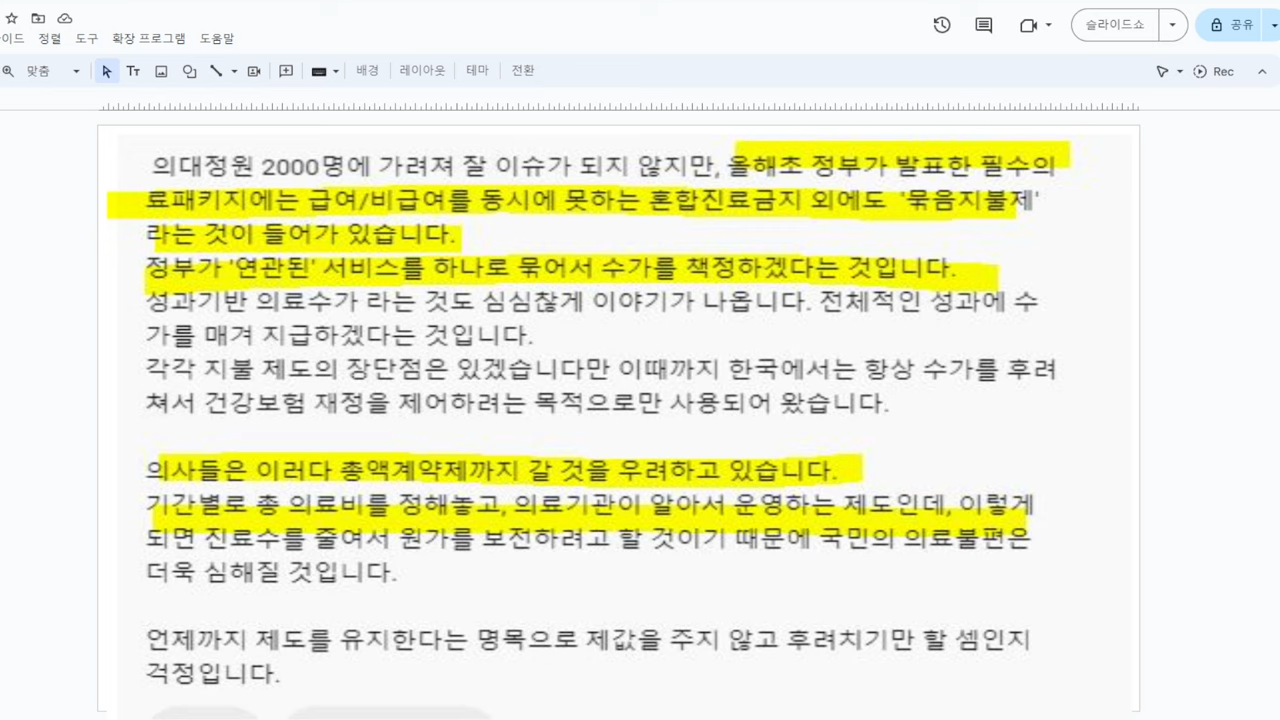 이드 정렬 도구 확장 프로그램 도움말
슬라이드쇼
공유
맞춤
Tт
배경 레이아웃 테마 전환
Rec
의대정원 2000명에 가려져 잘 이슈가 되지 않지만, 올해초 정부가 발표한 필수의
료패키지에는 급여/비급여를 동시에 못하는 혼합진료금지 외에도 '묶음지불제'
라는 것이 들어가 있습니다.
정부가 '연관된' 서비스를 하나로 묶어서 수가를 책정하겠다는 것입니다.
성과기반 의료수가 라는 것도 심심찮게 이야기가 나옵니다. 전체적인 성과에 수
가를 매겨 지급하겠다는 것입니다.
각각 지불 제도의 장단점은 있겠습니다만 이때까지 한국에서는 항상 수가를 후려
쳐서 건강보험 재정을 제어하려는 목적으로만 사용되어 왔습니다.
의사들은 이러다 총액계약제까지 갈 것을 우려하고 있습니다.
기간별로 총 의료비를 정해놓고, 의료기관이 알아서 운영하는 제도인데, 이렇게
되면 진료수를 줄여서 원가를 보전하려고 할 것이기 때문에 국민의 의료불편은
더욱 심해질 것입니다.
언제까지 제도를 유지한다는 명목으로 제값을 주지 않고 후려치기만 할 셈인지
걱정입니다.